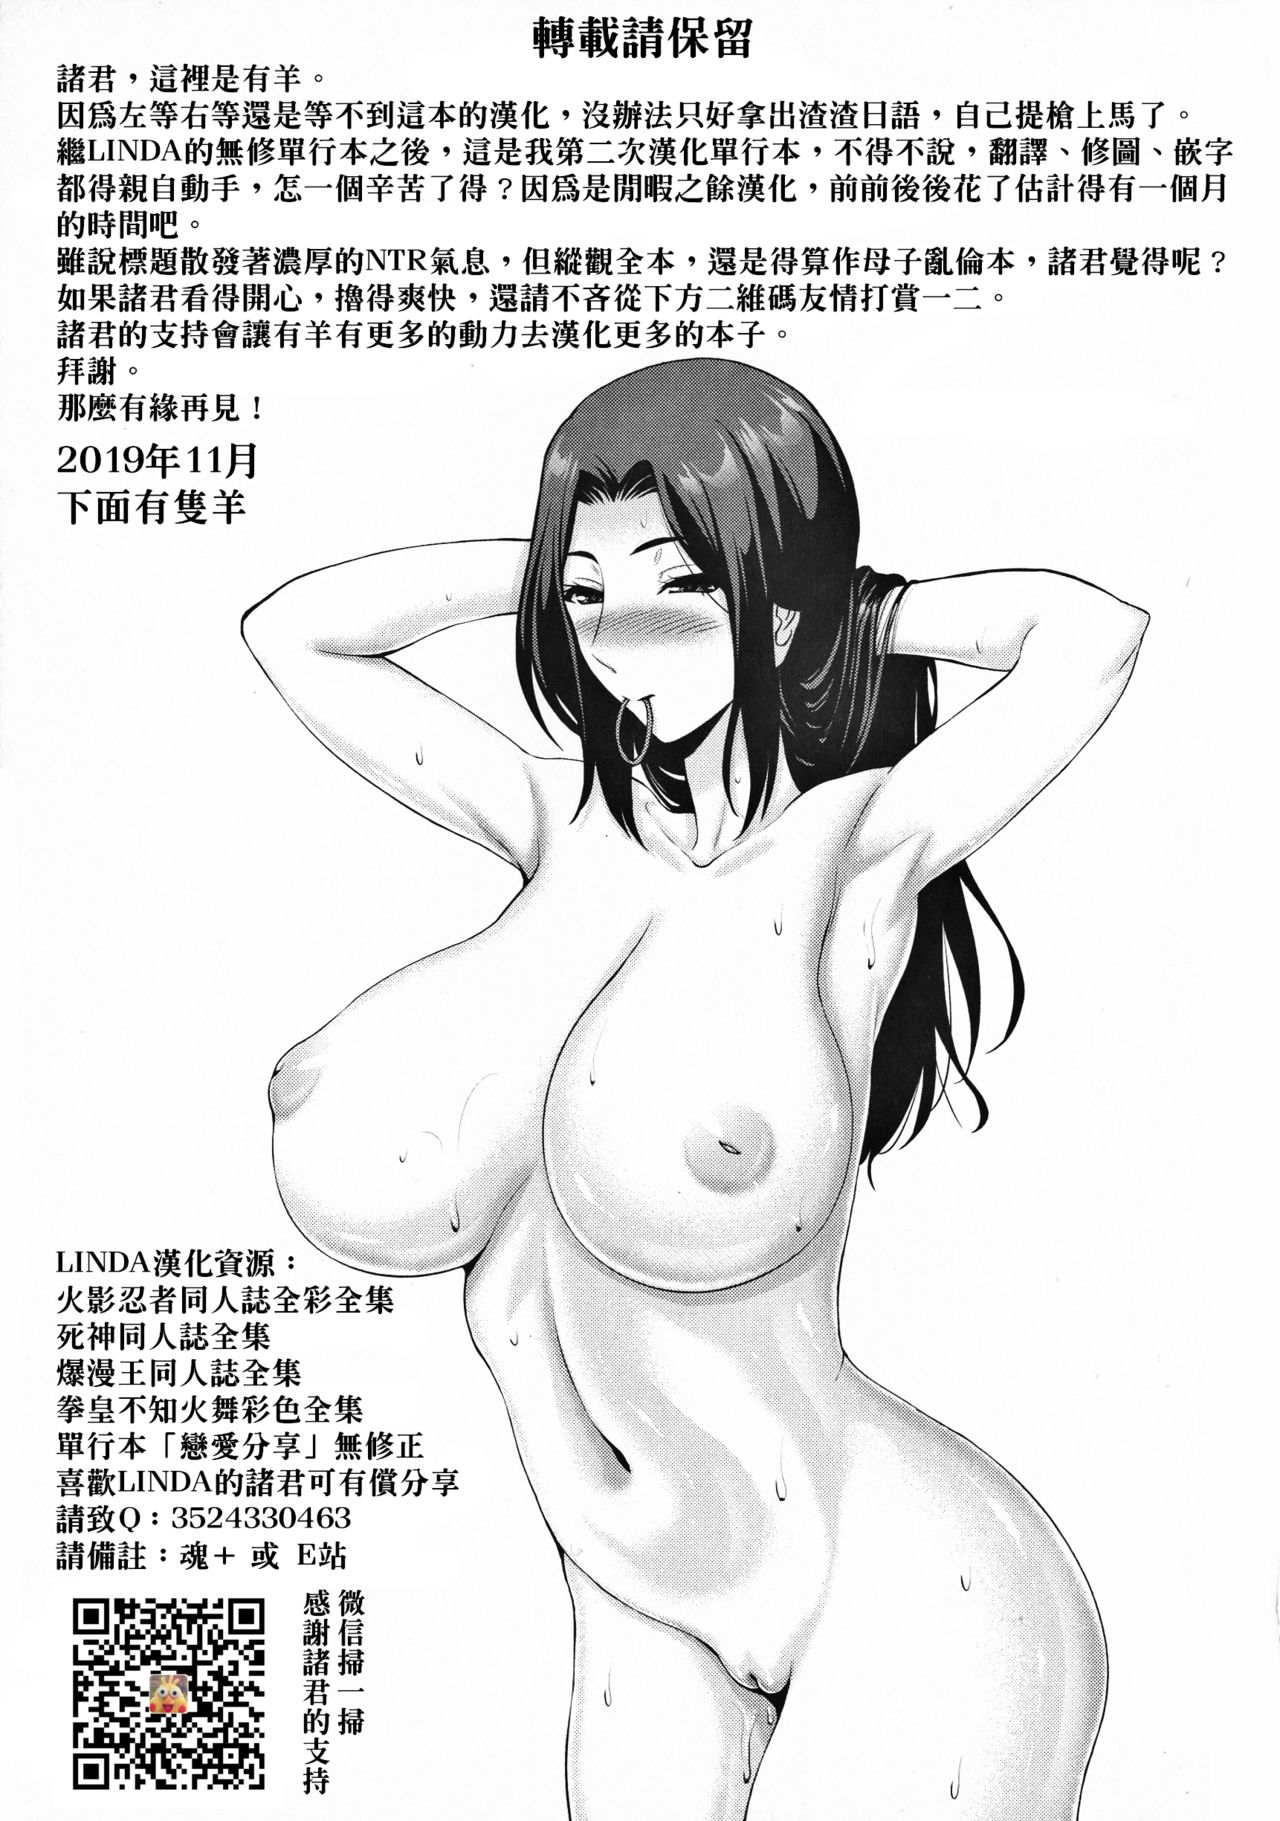 轉載請保留
諸君，這裡是有羊。
因爲左等右等還是等不到這本的漢化，沒辦法只好拿出渣渣日語，自己提槍上馬了。
繼LINDA的無修單行本之後，這是我第二次漢化單行本，不得不說，翻譯、修圖、嵌字
都得親自動手，怎一個辛苦了得？因爲是閒暇之餘漢化，前前後後花了估計得有一個月
的時間吧。
雖說標題散發著濃厚的NTR氣息，但縱觀全本，還是得算作母子亂倫本，諸君覺得呢？
如果諸君看得開心，擼得爽快，還請不吝從下方二維碼友情打賞一二。
諸君的支持會讓有羊有更多的動力去漢化更多的本子。
拜謝。
那麼有緣再見！
2019年11月
下面有隻羊
LINDA漢化資源：
火影忍者同人誌全彩全集
死神同人誌全集
爆漫王同人誌全集
拳皇不知火舞彩色全集
單行本「戀愛分享」無修正
喜歡LINDA的諸君可有償分享
請致Q：3524330463
請備註：魂＋ 或 E站
微信掃一掃
感謝諸君的支持